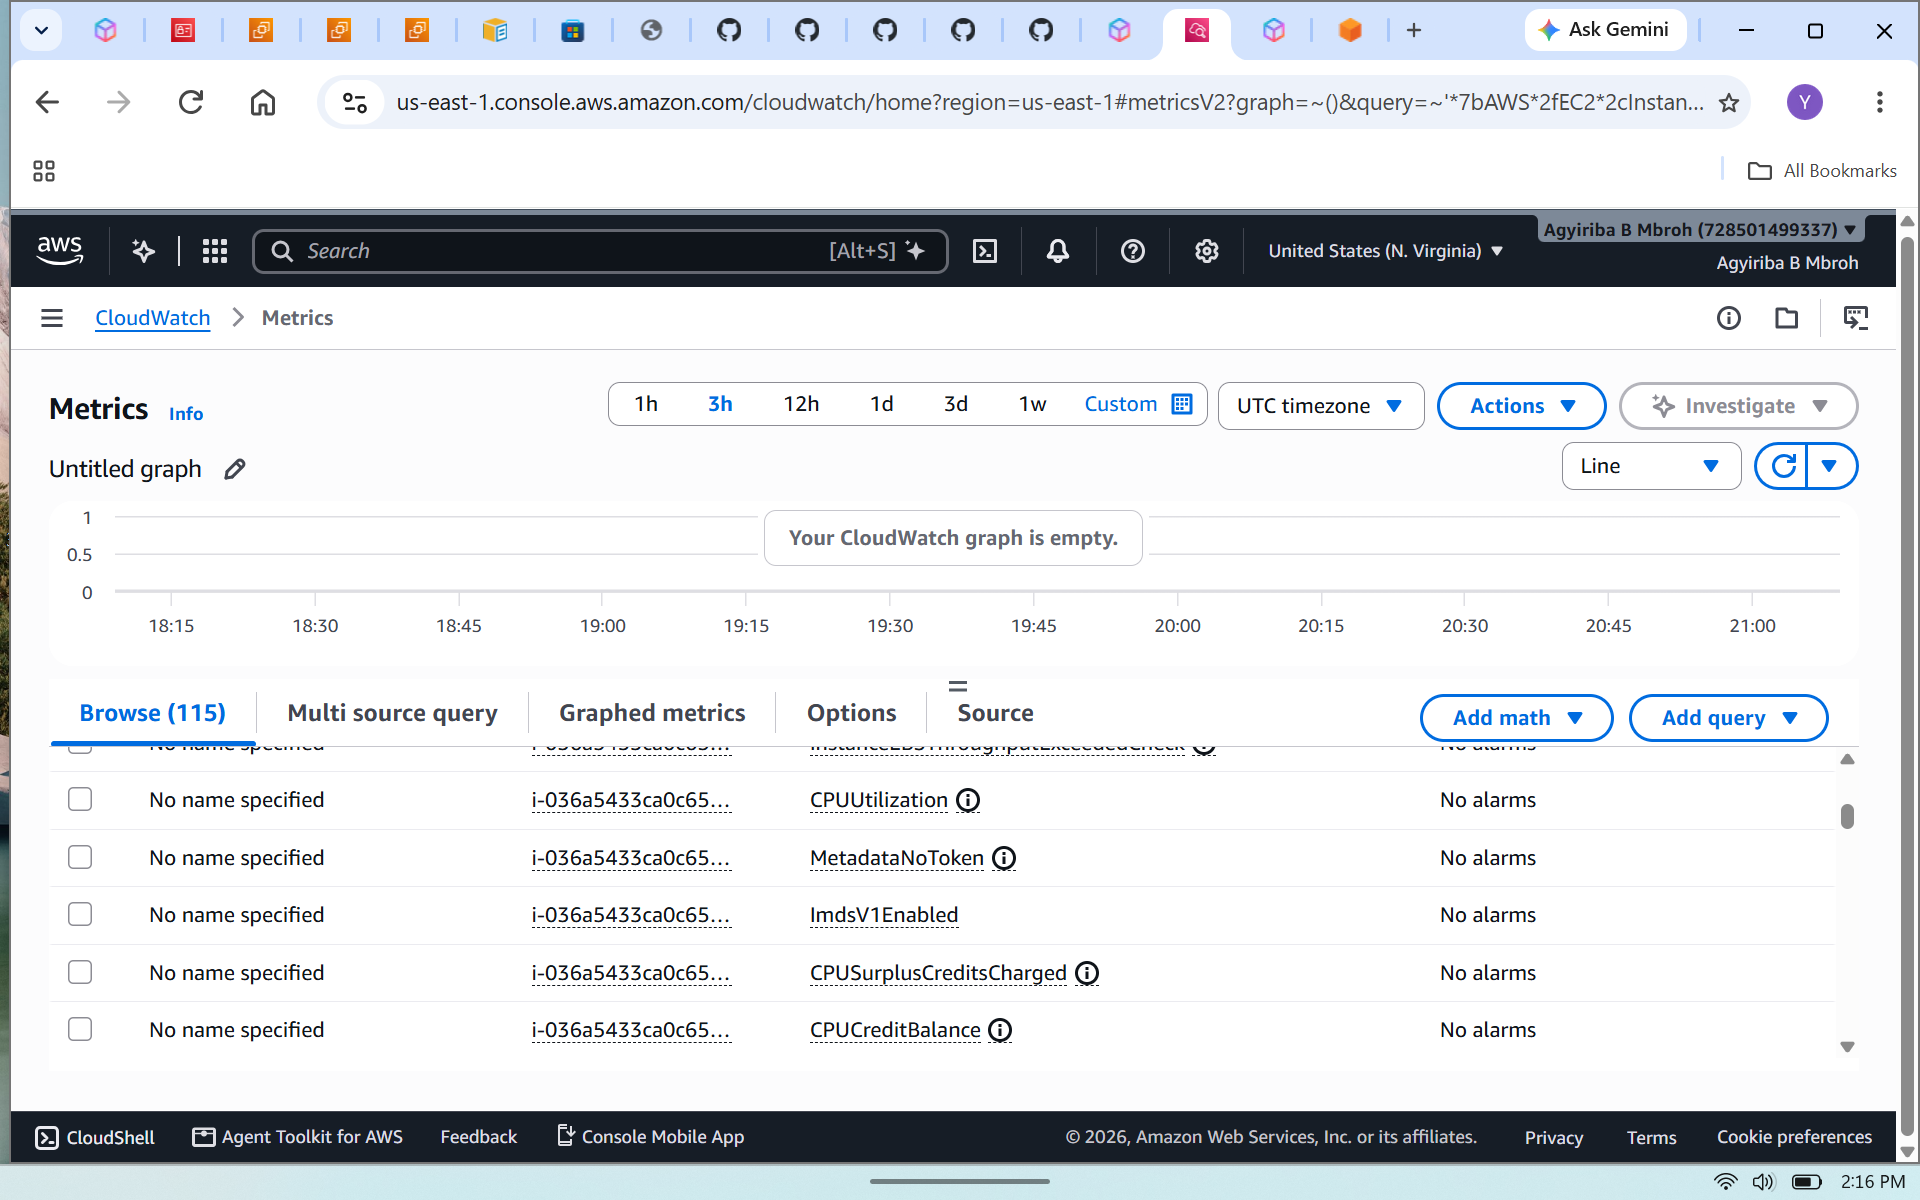 Ask Gemini
us-east-1.console.aws.amazon.com/cloudwatch/home?region=us-east-1#metricsV2?graph=~()&query=~'*7bAWS*2fEC2*2cInstan...
Y
All Bookmarks
aws
Search [Alt+S]
United States (N. Virginia)
Agyiriba B Mbroh (728501499337)
Agyiriba B Mbroh
CloudWatch > Metrics
Metrics Info
1h 3h 12h 1d 3d 1w Custom
UTC timezone
Actions
Investigate
Untitled graph
Line
1
0.5
0
Your CloudWatch graph is empty.
18:15 18:30 18:45 19:00 19:15 19:30 19:45 20:00 20:15 20:30 20:45 21:00
Browse (115) Multi source query Graphed metrics Options Source Add math Add query
No name specified i-036a5433ca0c65... InstanceEBSThroughputExceededCheck No alarms
No name specified i-036a5433ca0c65... CPUUtilization No alarms
No name specified i-036a5433ca0c65... MetadataNoToken No alarms
No name specified i-036a5433ca0c65... ImdsV1Enabled No alarms
No name specified i-036a5433ca0c65... CPUSurplusCreditsCharged No alarms
No name specified i-036a5433ca0c65... CPUCreditBalance No alarms
CloudShell Agent Toolkit for AWS Feedback Console Mobile App © 2026, Amazon Web Services, Inc. or its affiliates. Privacy Terms Cookie preferences
2:16 PM